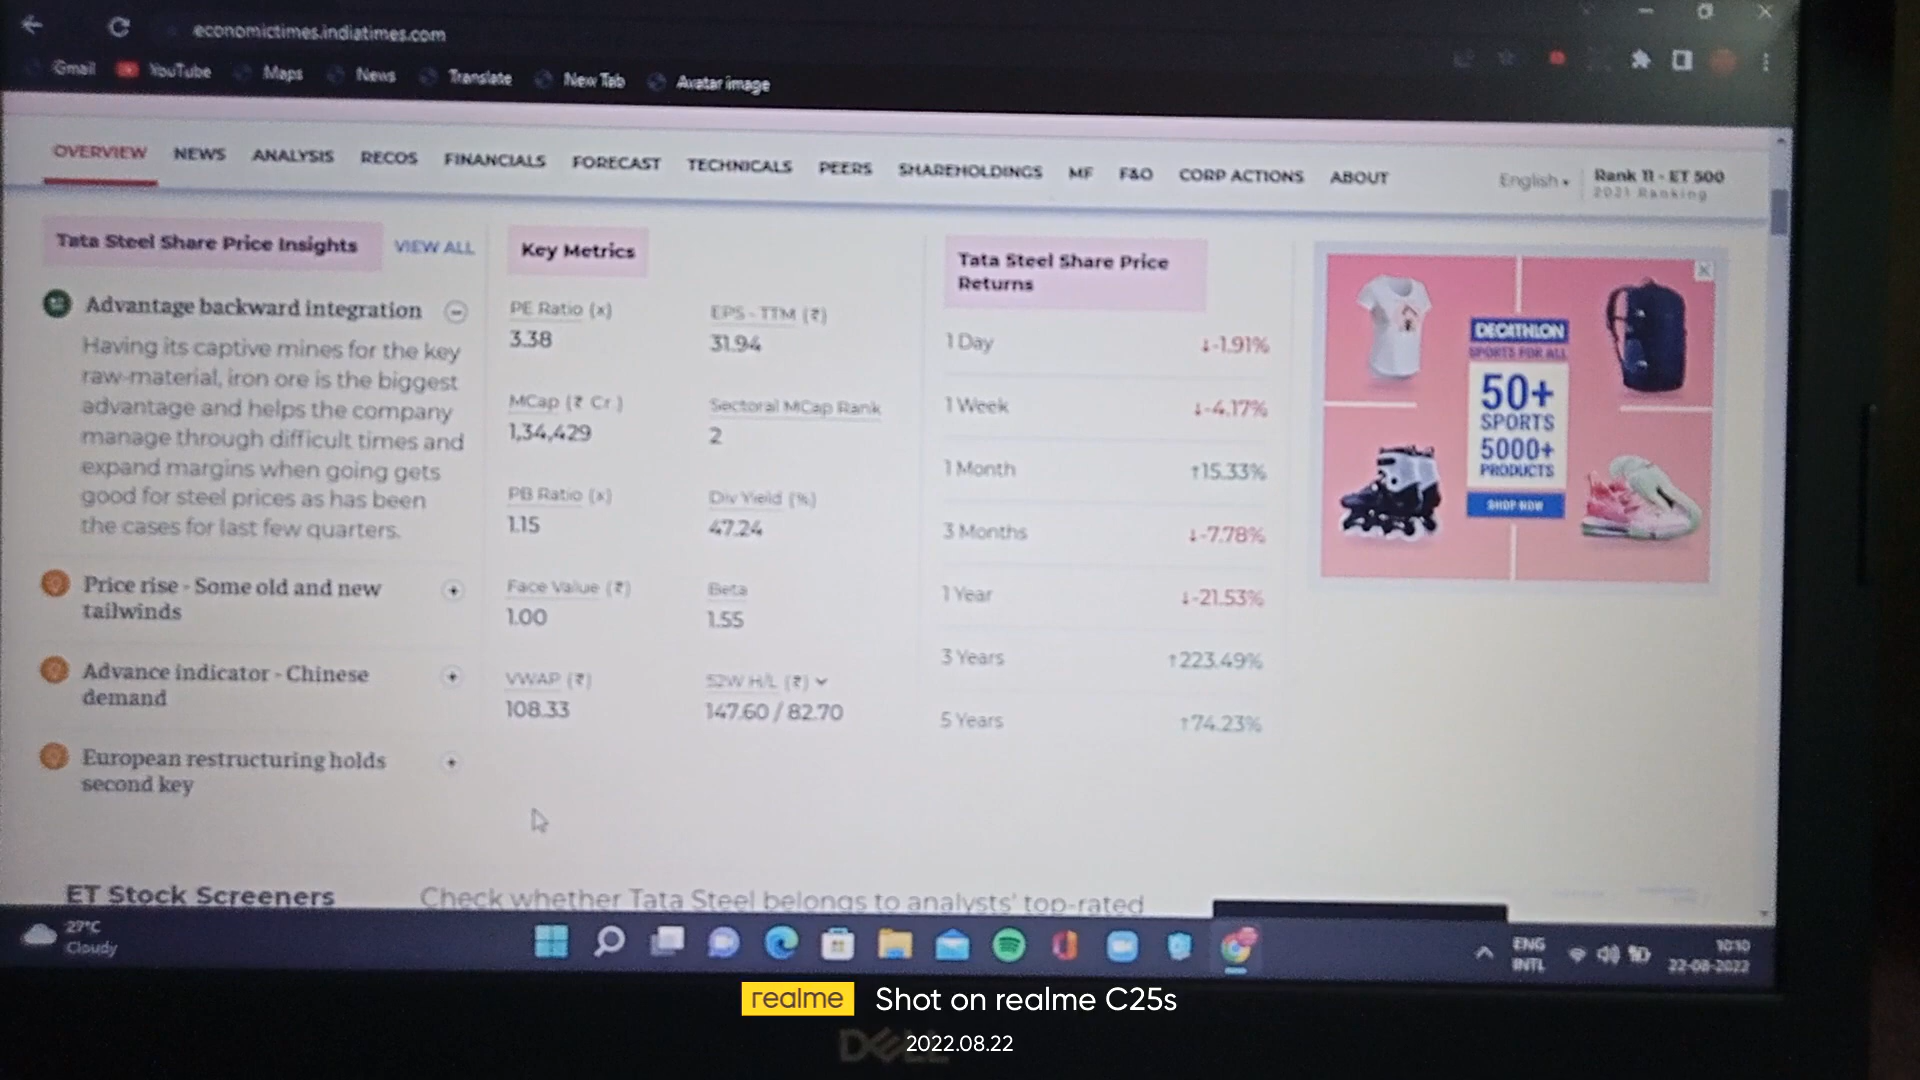 economictimes.indiatimes.com
Gmail YouTube Maps News Translate New Tab Avatar image
OVERVIEW NEWS ANALYSIS RECOS FINANCIALS FORECAST TECHNICALS PEERS SHAREHOLDINGS MF F&O CORP ACTIONS ABOUT
English
Rank 11 - ET 500
2021 Ranking
Tata Steel Share Price Insights VIEW ALL
Advantage backward integration
Having its captive mines for the key
raw-material, iron ore is the biggest
advantage and helps the company
manage through difficult times and
expand margins when going gets
good for steel prices as has been
the cases for last few quarters.
Price rise - Some old and new
tailwinds
Advance indicator - Chinese
demand
European restructuring holds
second key
Key Metrics
PE Ratio (x) EPS - TTM (₹)
3.38 31.94
MCap (₹ Cr.) Sectoral MCap Rank
1,34,429 2
PB Ratio (x) Div Yield (%)
1.15 47.24
Face Value (₹) Beta
1.00 1.55
VWAP (₹) 52W H/L (₹)
108.33 147.60 / 82.70
Tata Steel Share Price
Returns
1 Day ↓-1.91%
1 Week ↓-4.17%
1 Month ↑15.33%
3 Months ↓-7.78%
1 Year ↓-21.53%
3 Years ↑223.49%
5 Years ↑74.23%
DECATHLON
SPORTS FOR ALL
50+
SPORTS
5000+
PRODUCTS
SHOP NOW
ET Stock Screeners Check whether Tata Steel belongs to analysts' top-rated
27°C
Cloudy
ENG
INTL
10:10
22-08-2022
realme Shot on realme C25s
DELL
2022.08.22